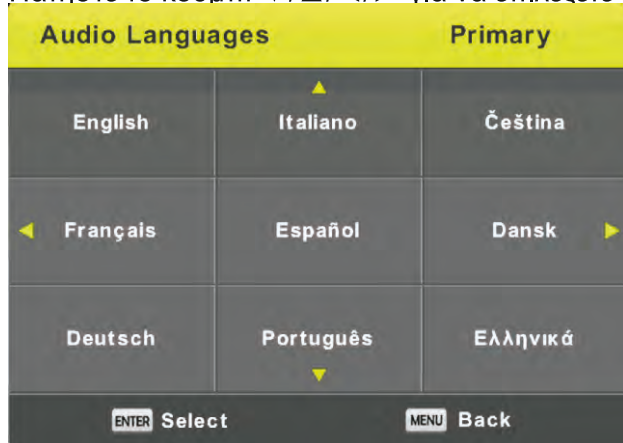 Audio Languages Primary
English Italiano Čeština
Français Español Dansk
Deutsch Português Ελληνικά
ENTER Select MENU Back